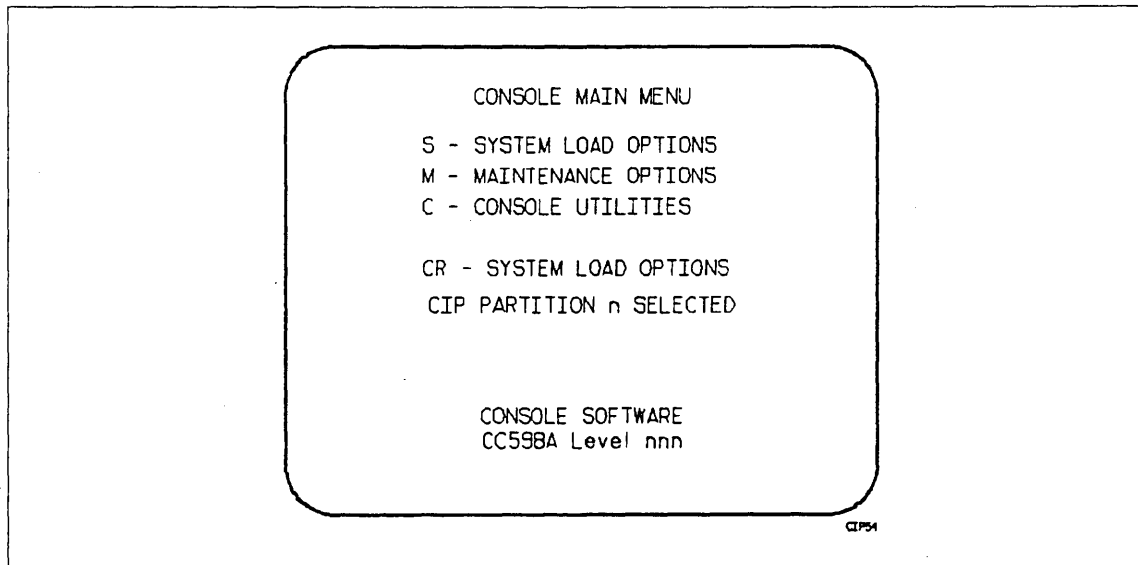 CONSOLE MAIN MENU
S - SYSTEM LOAD OPTIONS
M - MAINTENANCE OPTIONS
C - CONSOLE UTILITIES
CR - SYSTEM LOAD OPTIONS
CIP PARTITION n SELECTED
CONSOLE SOFTWARE
CC598A Level nnn
CIP54